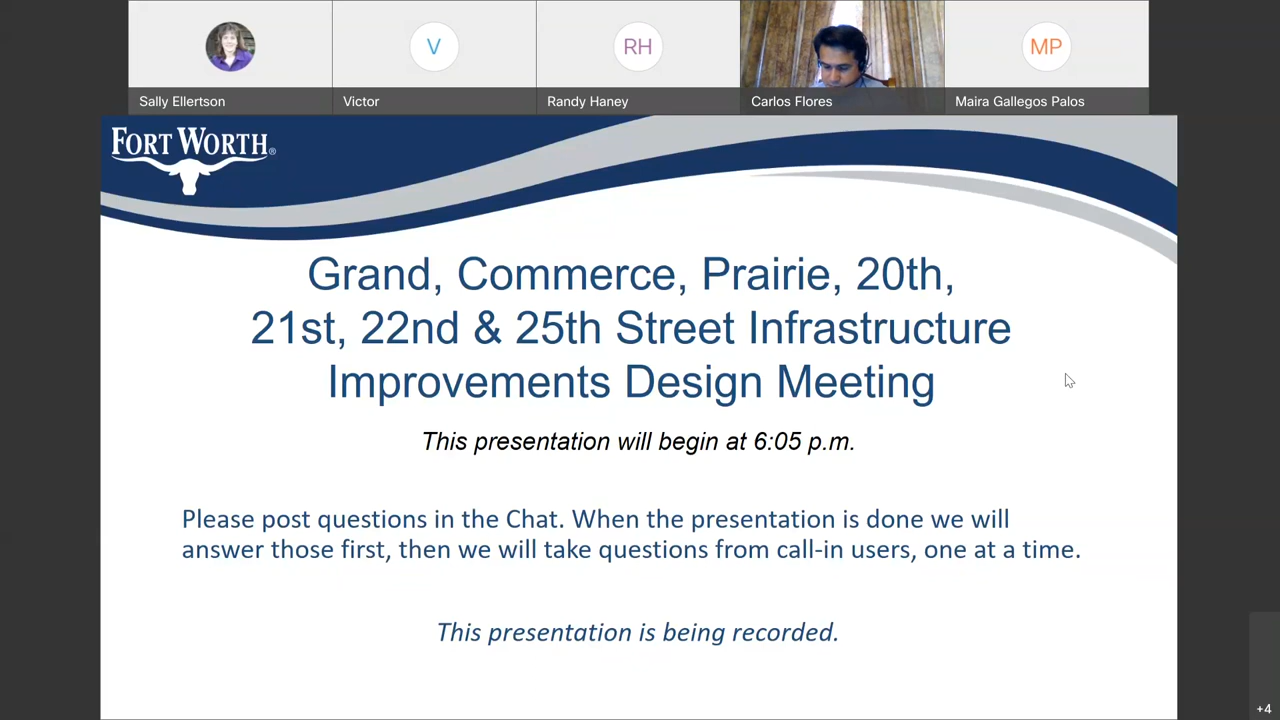 V
RH
MP
Sally Ellertson
Victor
Randy Haney
Carlos Flores
Maira Gallegos Palos
FORT WORTH®
Grand, Commerce, Prairie, 20th,
21st, 22nd & 25th Street Infrastructure
Improvements Design Meeting
This presentation will begin at 6:05 p.m.
Please post questions in the Chat. When the presentation is done we will
answer those first, then we will take questions from call-in users, one at a time.
This presentation is being recorded.
+4